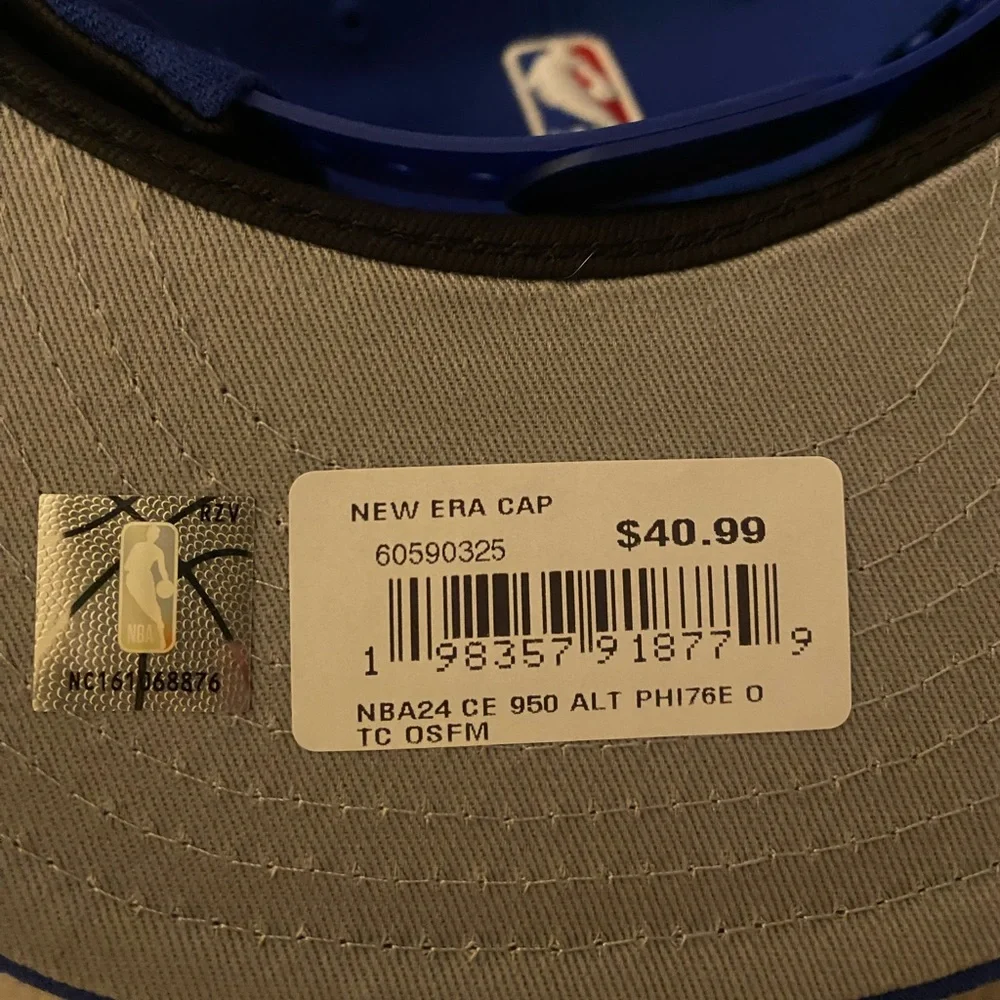 RZV
NBA
NC161068876
NEW ERA CAP
60590325
$40.99
1 98357 91877 9
NBA24 CE 950 ALT PHI76E O
TC OSFM